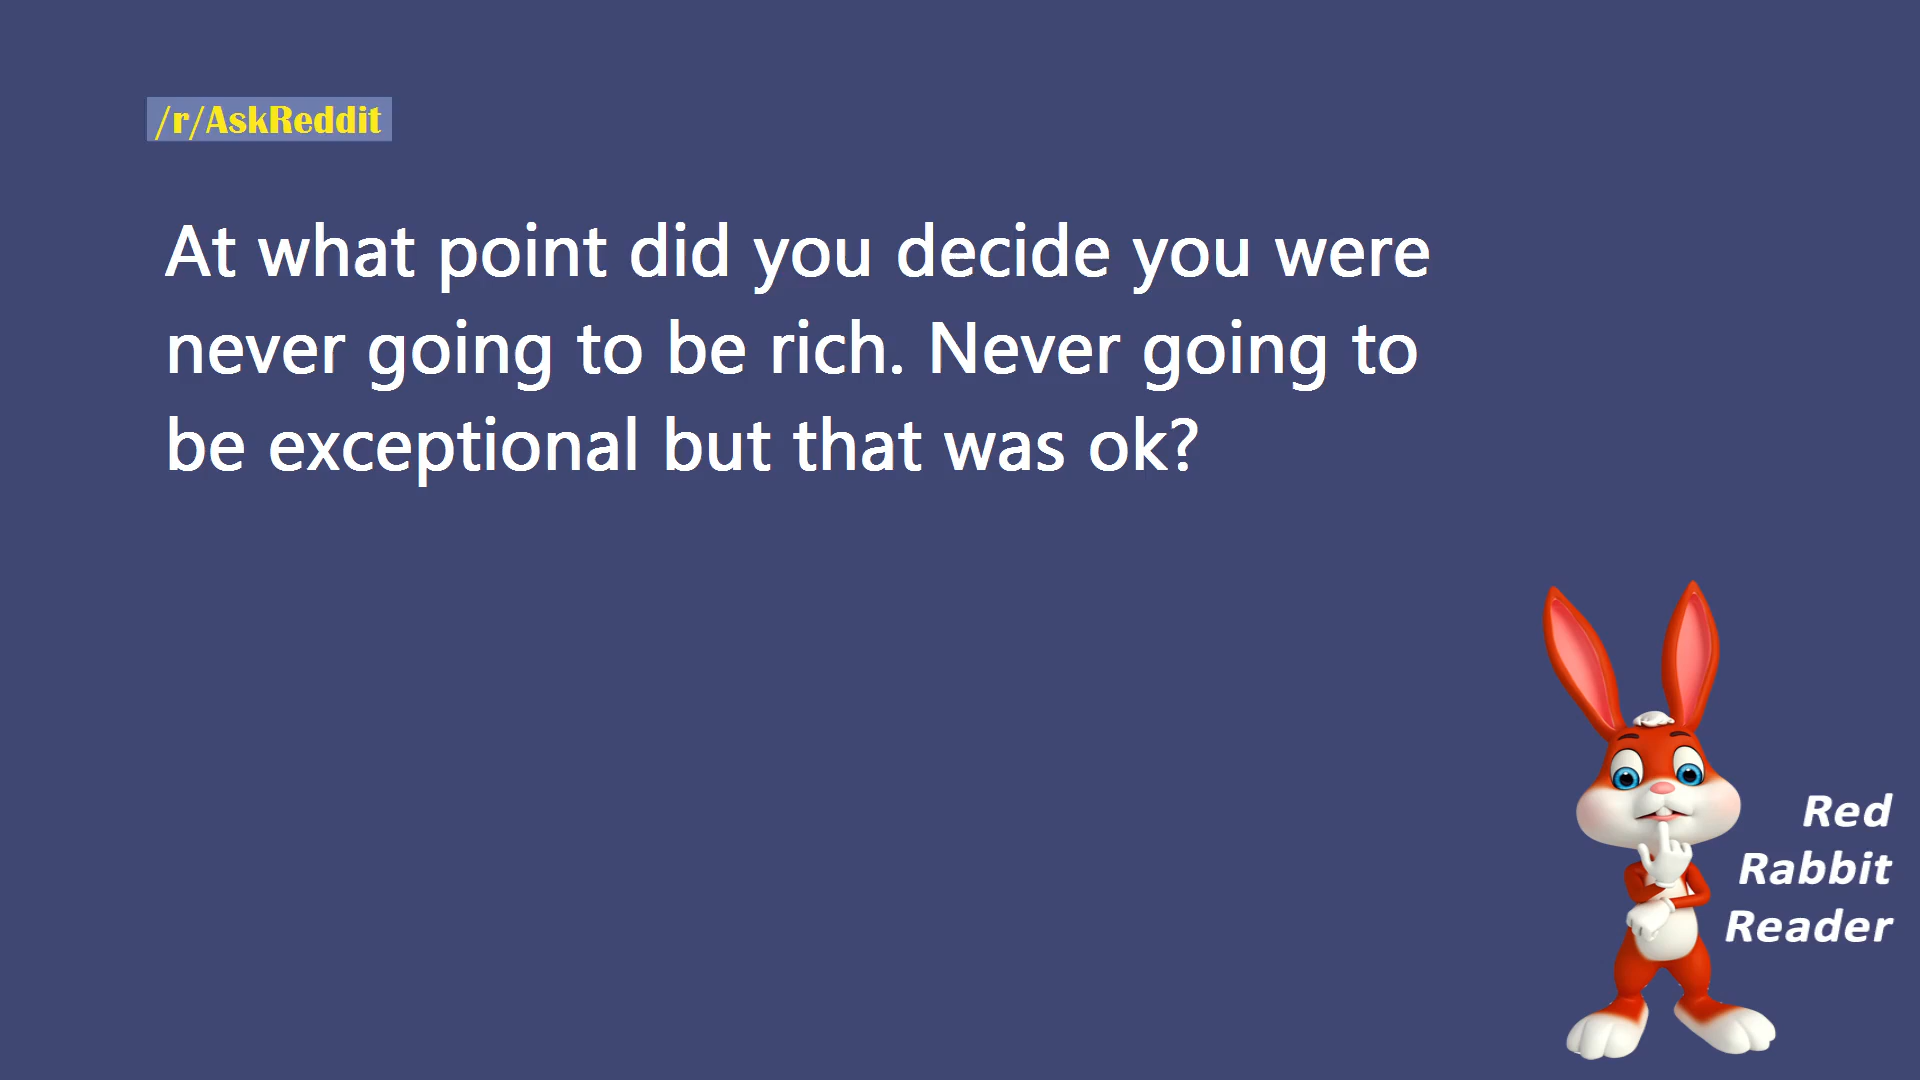 /r/AskReddit
At what point did you decide you were
never going to be rich. Never going to
be exceptional but that was ok?
Red
Rabbit
Reader